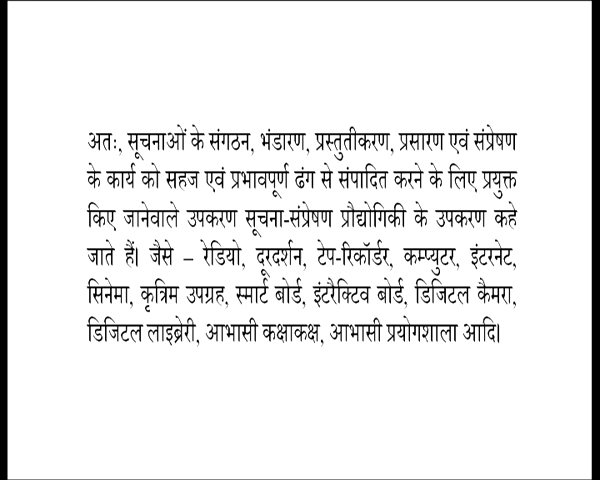 अतः, सूचनाओं के संगठन, भंडारण, प्रस्तुतीकरण, प्रसारण एवं संप्रेषण
के कार्य को सहज एवं प्रभावपूर्ण ढंग से संपादित करने के लिए प्रयुक्त
किए जानेवाले उपकरण सूचना-संप्रेषण प्रौद्योगिकी के उपकरण कहे
जाते हैं। जैसे – रेडियो, दूरदर्शन, टेप-रिकॉर्डर, कम्प्युटर, इंटरनेट,
सिनेमा, कृत्रिम उपग्रह, स्मार्ट बोर्ड, इंटरैक्टिव बोर्ड, डिजिटल कैमरा,
डिजिटल लाइब्रेरी, आभासी कक्षाकक्ष, आभासी प्रयोगशाला आदि।